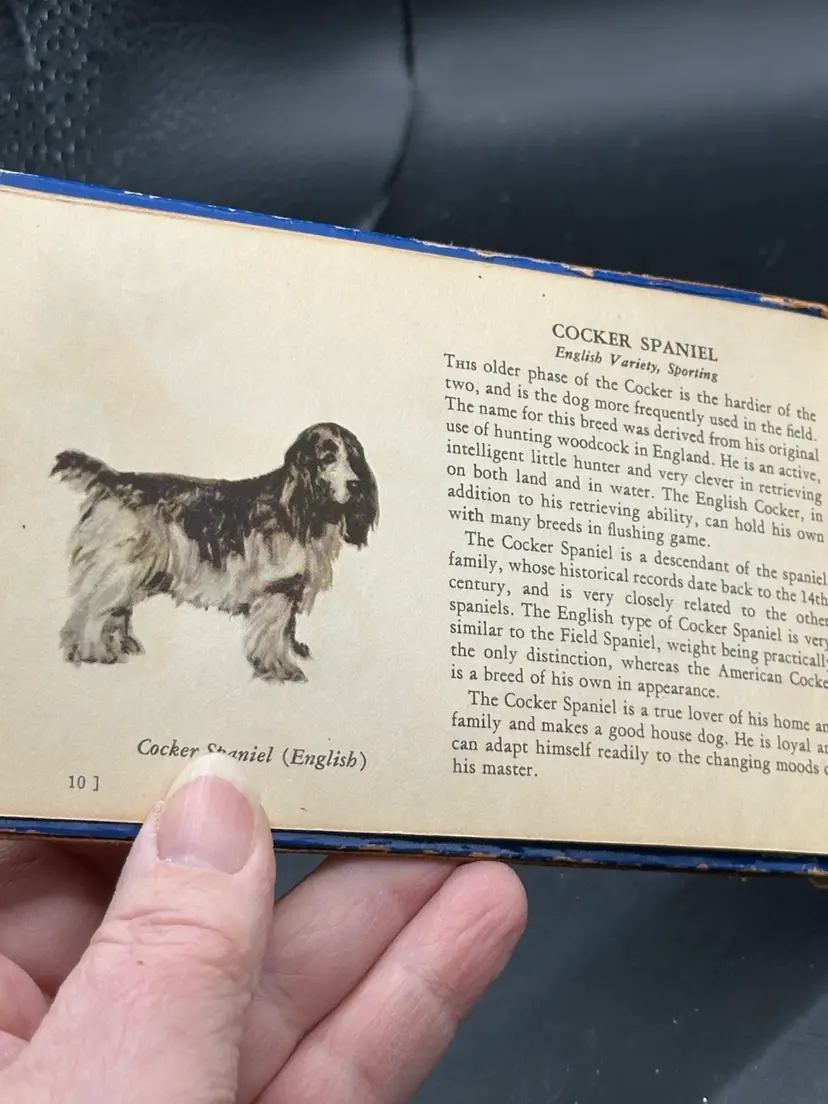 COCKER SPANIEL
English Variety, Sporting
THIS older phase of the Cocker is the hardier of the
two, and is the dog more frequently used in the field.
The name for this breed was derived from his original
use of hunting woodcock in England. He is an active,
intelligent little hunter and very clever in retrieving
on both land and in water. The English Cocker, in
addition to his retrieving ability, can hold his own
with many breeds in flushing game.
The Cocker Spaniel is a descendant of the spaniel
family, whose historical records date back to the 14th
century, and is very closely related to the other
spaniels. The English type of Cocker Spaniel is very
similar to the Field Spaniel, weight being practically
the only distinction, whereas the American Cocke
is a breed of his own in appearance.
The Cocker Spaniel is a true lover of his home an
family and makes a good house dog. He is loyal an
can adapt himself readily to the changing moods o
his master.
Cocker Spaniel (English)
10 ]